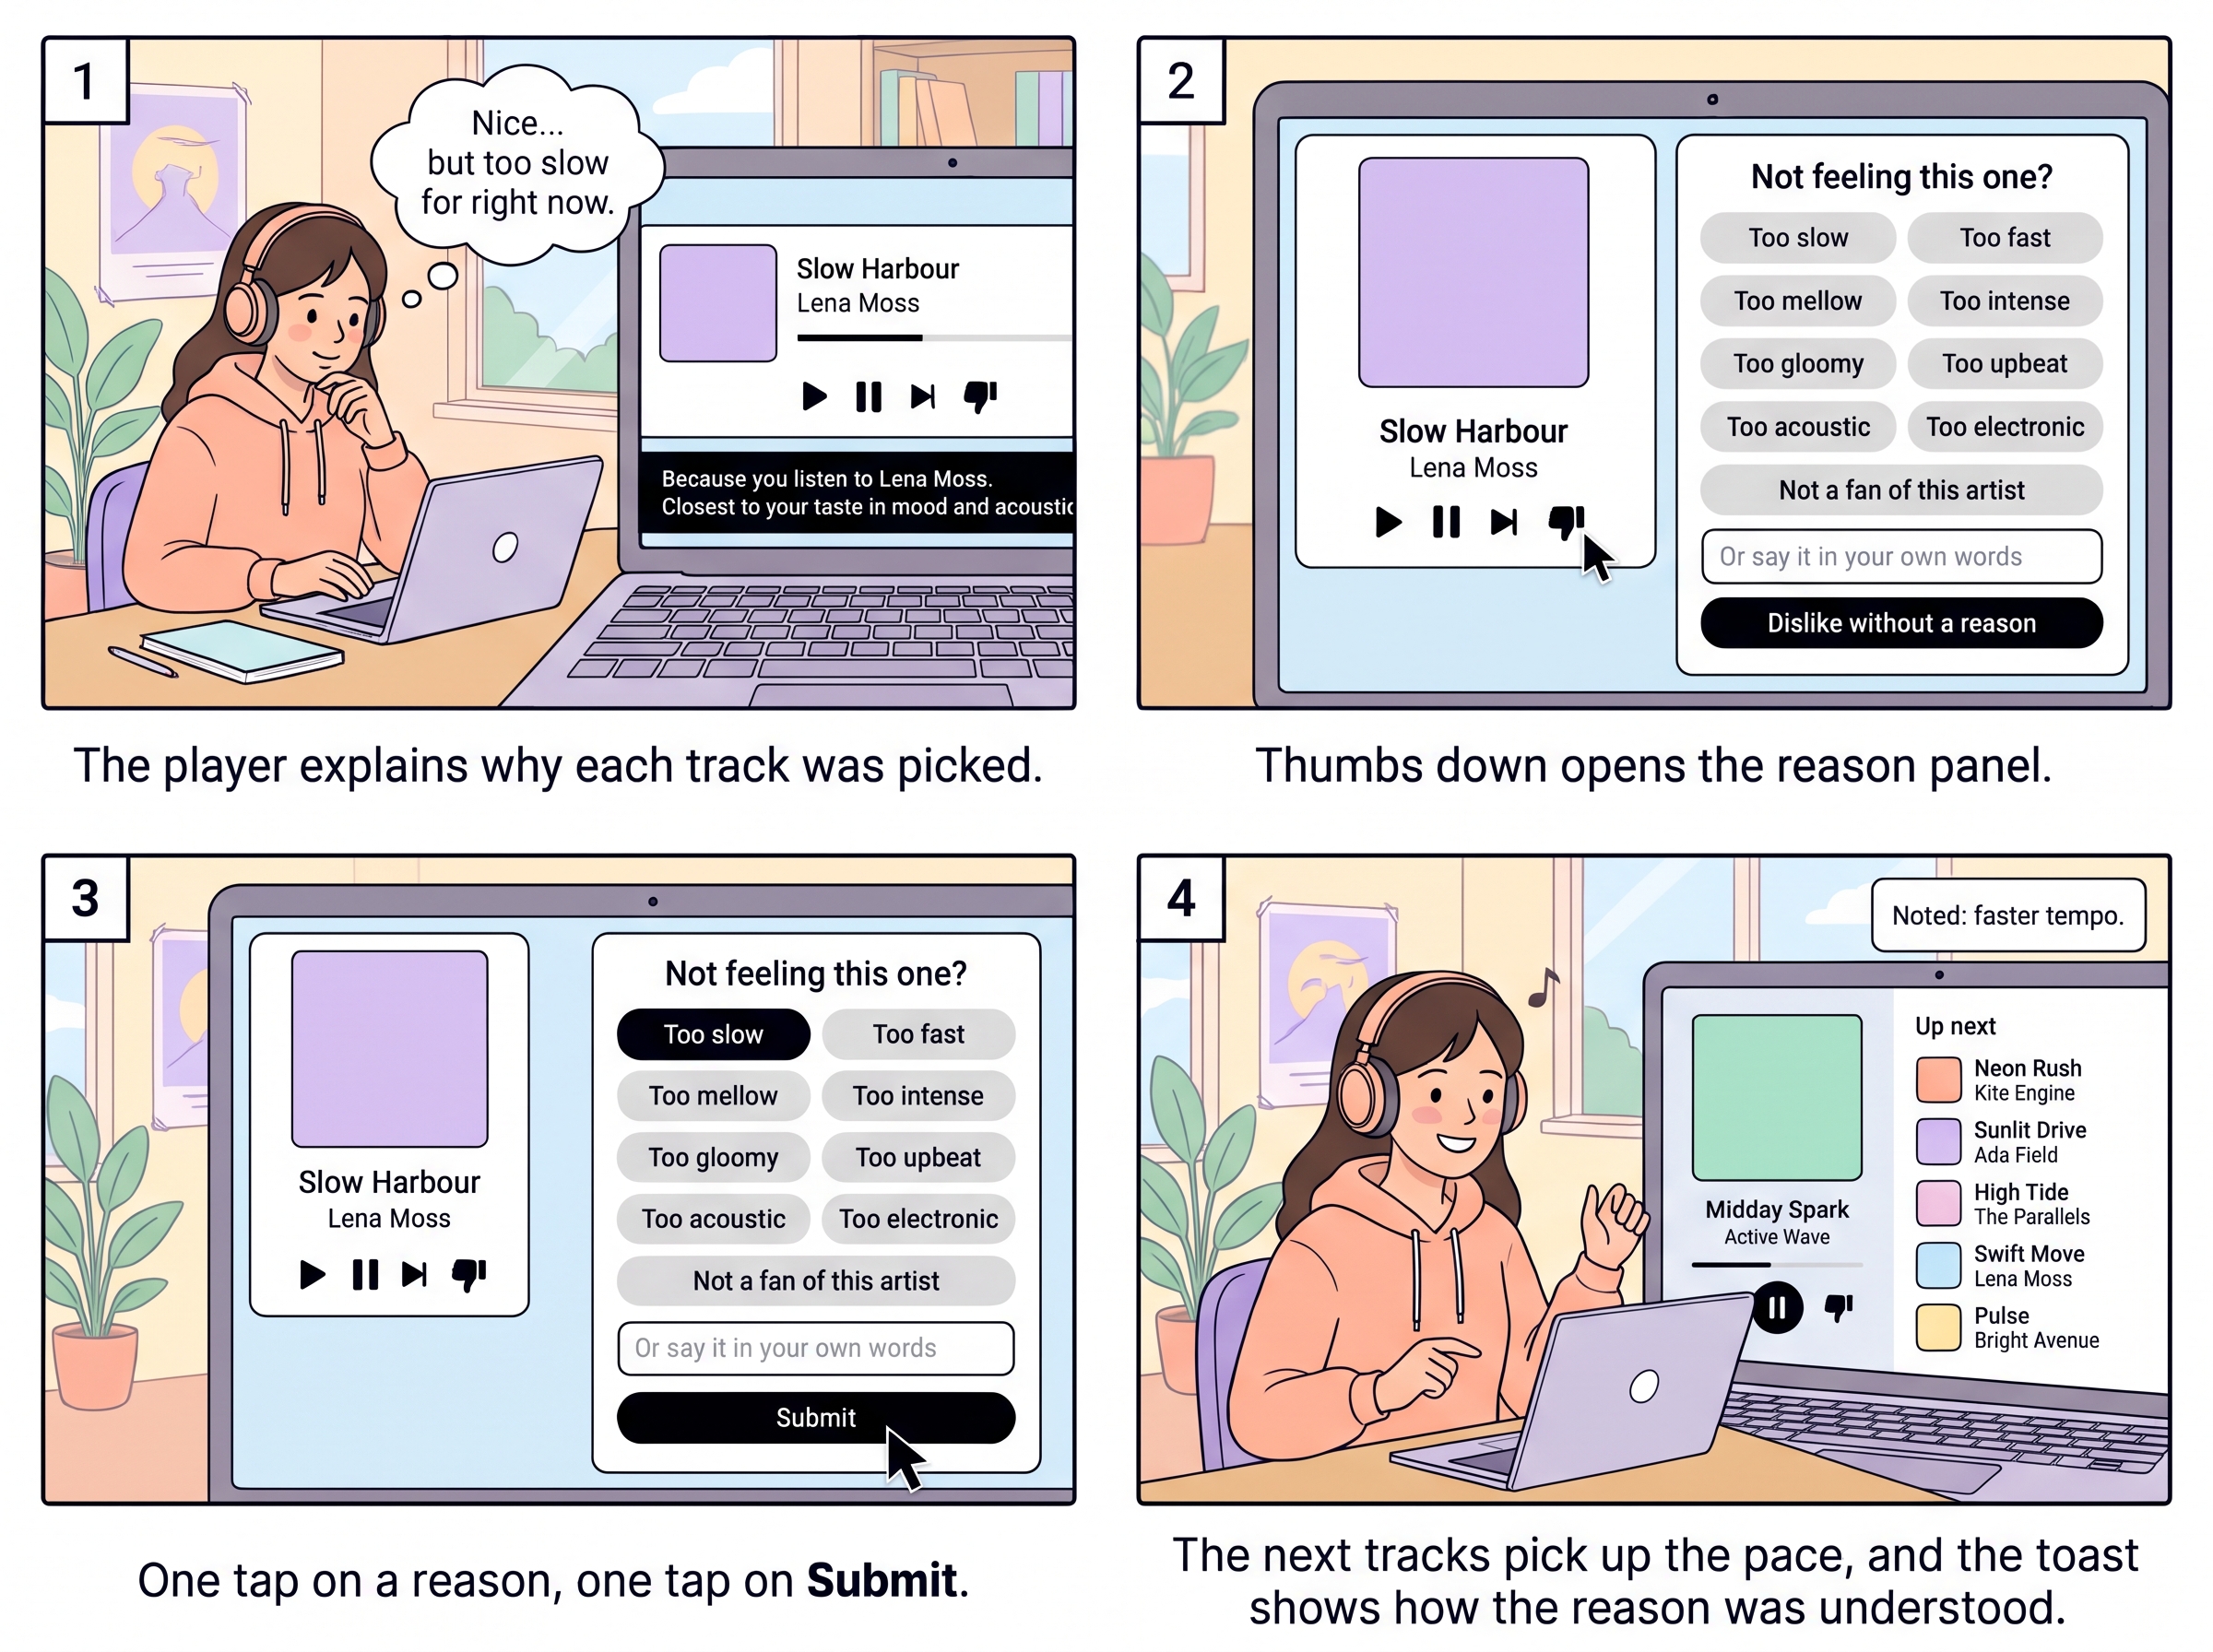 1
Nice...
but too slow
for right now.
Slow Harbour
Lena Moss
Because you listen to Lena Moss.
Closest to your taste in mood and acoustic
The player explains why each track was picked.
2
Slow Harbour
Lena Moss
Not feeling this one?
Too slow
Too fast
Too mellow
Too intense
Too gloomy
Too upbeat
Too acoustic
Too electronic
Not a fan of this artist
Or say it in your own words
Dislike without a reason
Thumbs down opens the reason panel.
3
Slow Harbour
Lena Moss
Not feeling this one?
Too slow
Too fast
Too mellow
Too intense
Too gloomy
Too upbeat
Too acoustic
Too electronic
Not a fan of this artist
Or say it in your own words
Submit
One tap on a reason, one tap on Submit.
4
Noted: faster tempo.
Midday Spark
Active Wave
Up next
Neon Rush
Kite Engine
Sunlit Drive
Ada Field
High Tide
The Parallels
Swift Move
Lena Moss
Pulse
Bright Avenue
The next tracks pick up the pace, and the toast
shows how the reason was understood.